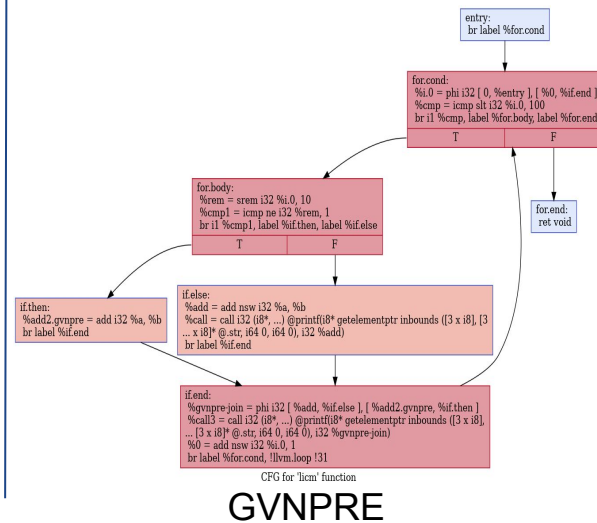 entry:
br label %for.cond
for.cond:
%i.0 = phi i32 [ 0, %entry ], [ %0, %if.end ]
%cmp = icmp slt i32 %i.0, 100
br i1 %cmp, label %for.body, label %for.end
T F
for.body:
%rem = srem i32 %i.0, 10
%cmp1 = icmp ne i32 %rem, 1
br i1 %cmp1, label %if.then, label %if.else
T F
for.end:
ret void
if.then:
%add2.gvnpre = add i32 %a, %b
br label %if.end
if.else:
%add = add nsw i32 %a, %b
%call = call i32 (i8*, ...) @printf(i8* getelementptr inbounds ([3 x i8], [3
... x i8]* @.str, i64 0, i64 0), i32 %add)
br label %if.end
if.end:
%gvnpre-join = phi i32 [ %add, %if.else ], [ %add2.gvnpre, %if.then ]
%call3 = call i32 (i8*, ...) @printf(i8* getelementptr inbounds ([3 x i8],
... [3 x i8]* @.str, i64 0, i64 0), i32 %gvnpre-join)
%0 = add nsw i32 %i.0, 1
br label %for.cond, !llvm.loop !31
CFG for 'licm' function
GVNPRE